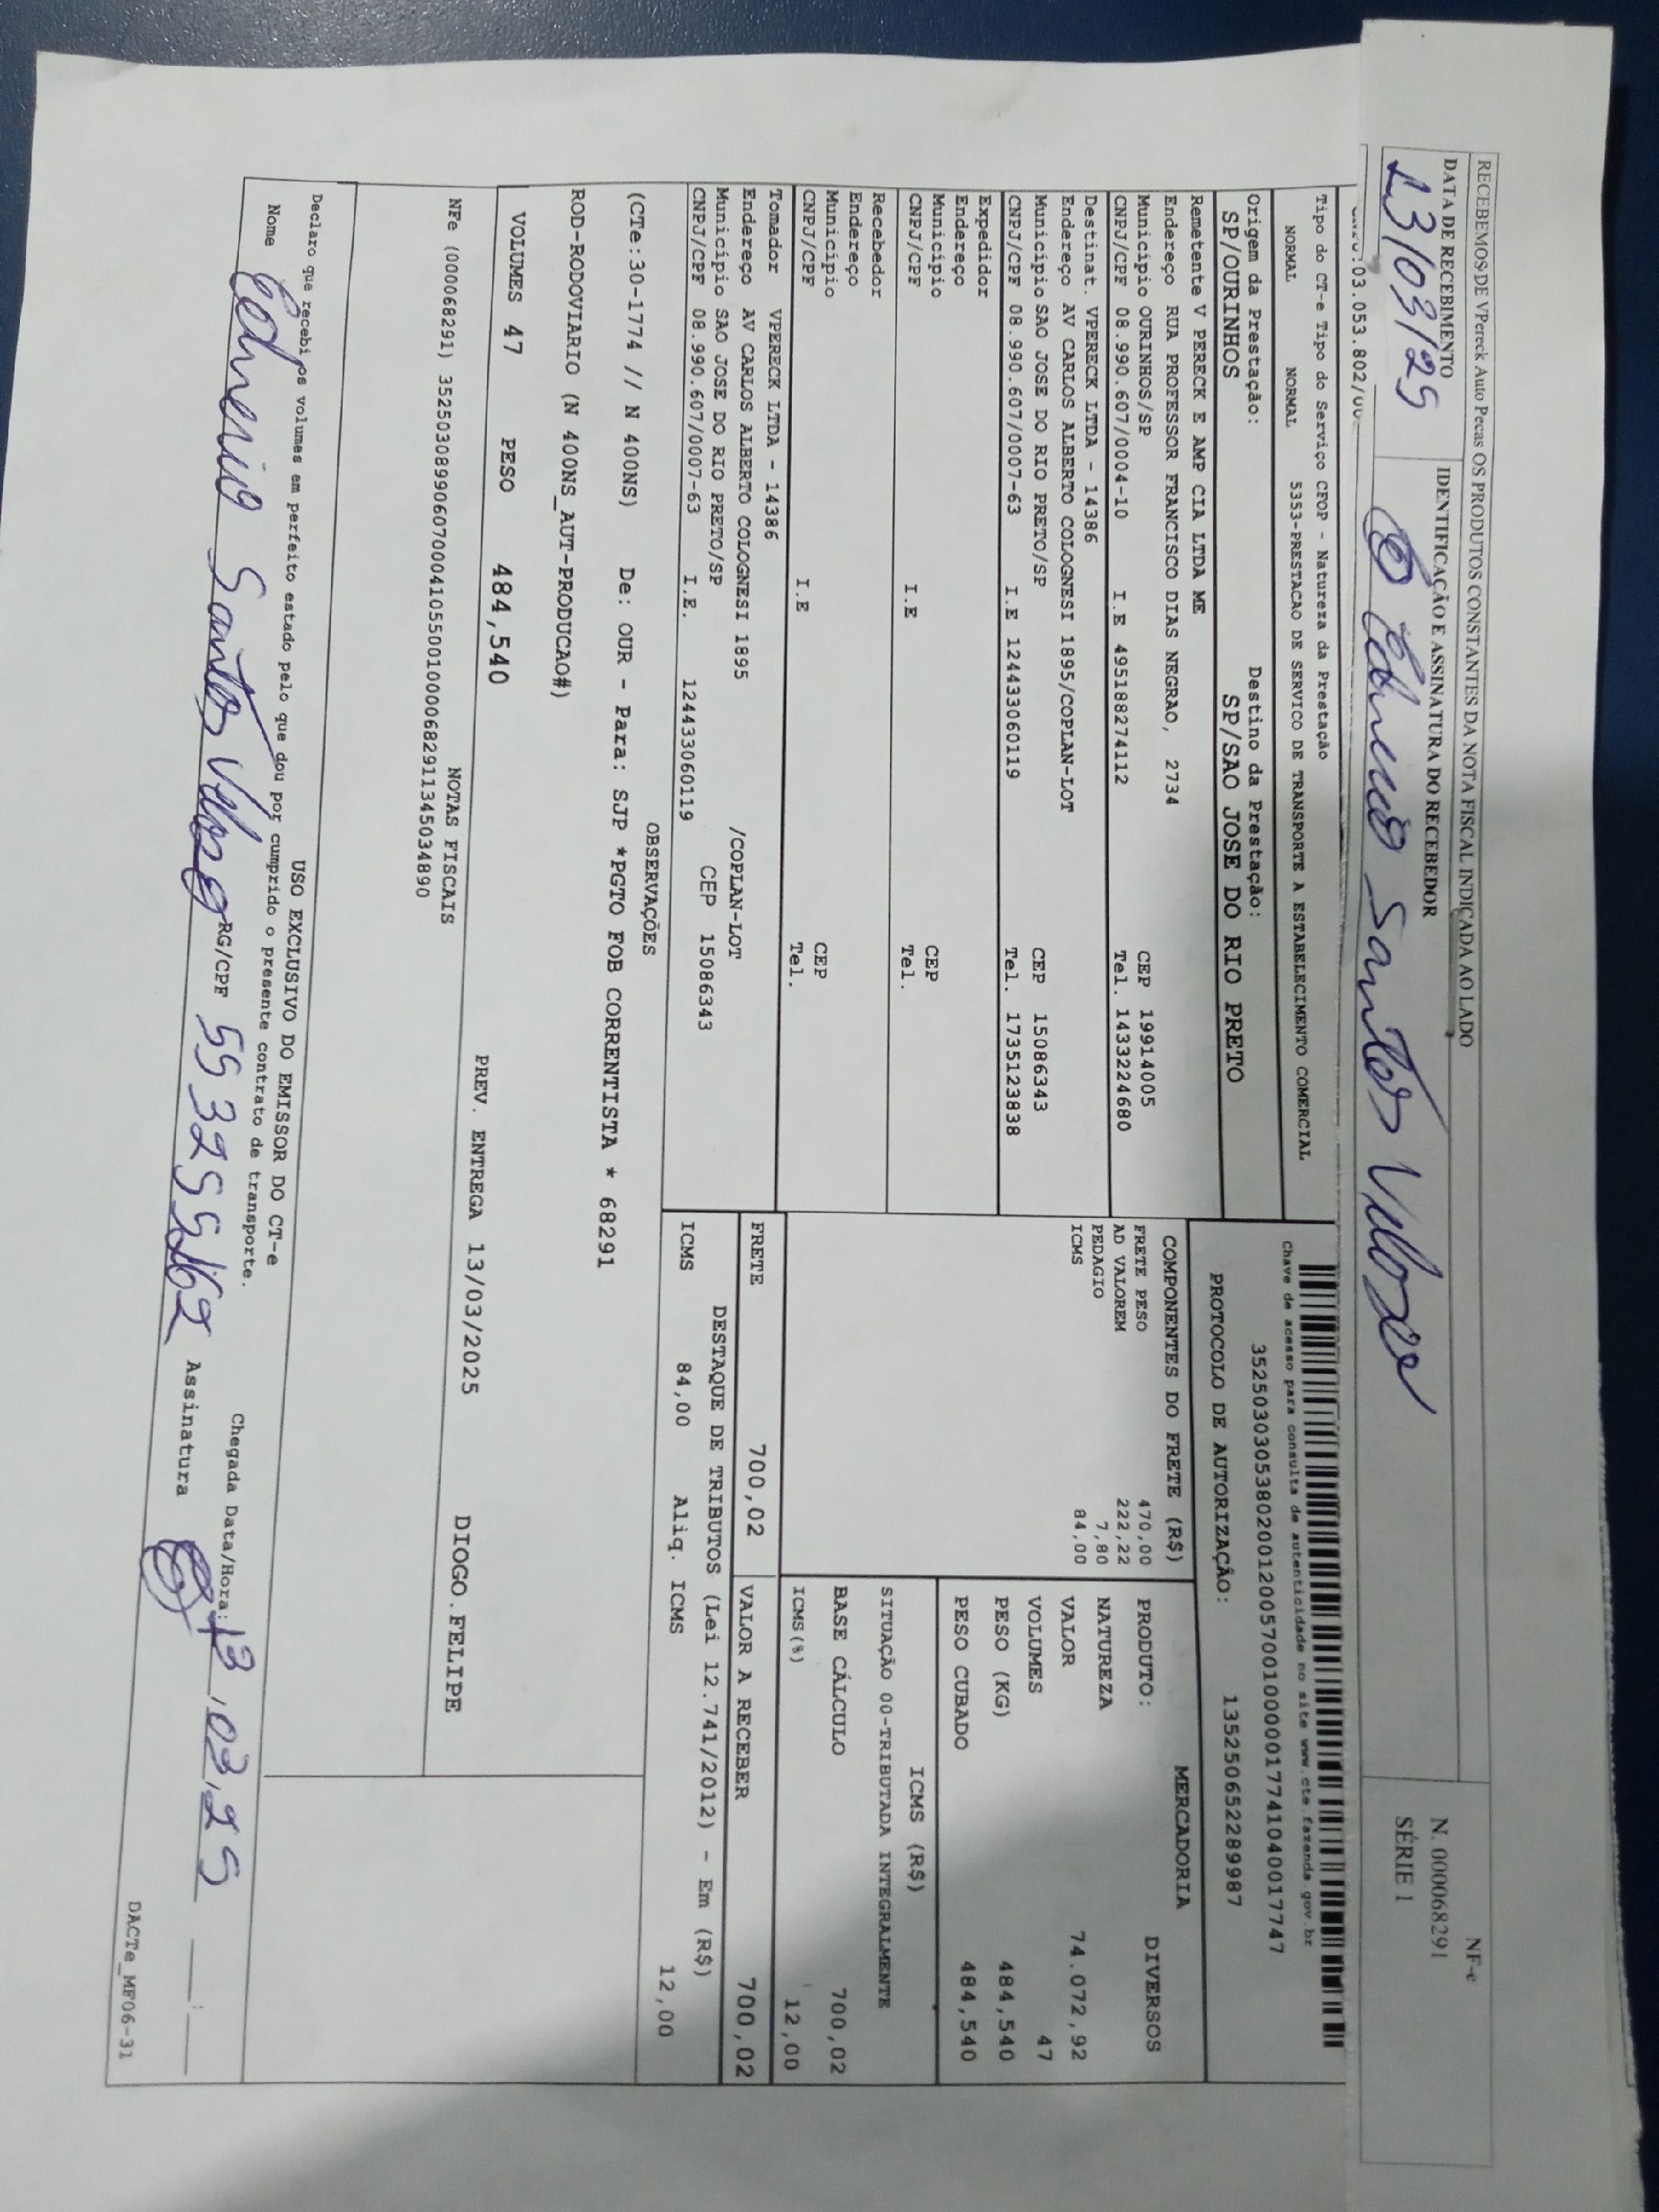 RECEBEMOS DE VPereck Auto Pecas OS PRODUTOS CONSTANTES DA NOTA FISCAL INDICADA AO LADO
NF-e
DATA DE RECEBIMENTO IDENTIFICAÇÃO E ASSINATURA DO RECEBEDOR
N. 000068291
SÉRIE 1
13/03/25 Santos
:03.053.802/00
Tipo do CT-e Tipo do Serviço CFOP - Natureza da Prestação
NORMAL NORMAL 5353-PRESTACAO DE SERVICO DE TRANSPORTE A ESTABELECIMENTO COMERCIAL
Chave de acesso para consulta de autenticidade no site www.cte.fazenda.gov.br
35250303053802001200570010000017741040017747
Origem da Prestação: Destino da Prestação:
SP/OURINHOS SP/SAO JOSE DO RIO PRETO
PROTOCOLO DE AUTORIZAÇÃO: 135250652289987
Remetente V PERECK E AMP CIA LTDA ME
Endereço RUA PROFESSOR FRANCISCO DIAS NEGRAO, 2734
Município OURINHOS/SP CEP 19914005
CNPJ/CPF 08.990.607/0004-10 I.E 495188274112 Tel. 1433224680
Destinat. VPERECK LTDA - 14386
Endereço AV CARLOS ALBERTO COLOGNESI 1895/COPLAN-LOT
Município SAO JOSE DO RIO PRETO/SP CEP 15086343
CNPJ/CPF 08.990.607/0007-63 I.E 124433060119 Tel. 1735123838
Expedidor
Endereço
Município CEP
CNPJ/CPF I.E Tel.
Recebedor
Endereço
Município CEP
CNPJ/CPF I.E Tel.
Tomador VPERECK LTDA - 14386
Endereço AV CARLOS ALBERTO COLOGNESI 1895 /COPLAN-LOT
Município SAO JOSE DO RIO PRETO/SP CEP 15086343
CNPJ/CPF 08.990.607/0007-63 I.E. 124433060119
COMPONENTES DO FRETE (R$)
FRETE PESO 470,00
AD VALOREM 222,22
PEDAGIO 7,80
ICMS 84,00
MERCADORIA
PRODUTO: DIVERSOS
NATUREZA
VALOR 74.072,92
VOLUMES 47
PESO (KG) 484,540
PESO CUBADO 484,540
ICMS (R$)
SITUAÇÃO 00-TRIBUTADA INTEGRALMENTE
BASE CÁLCULO 700,02
ICMS(%) 12,00
FRETE 700,02 VALOR A RECEBER 700,02
DESTAQUE DE TRIBUTOS (Lei 12.741/2012) - Em (R$)
ICMS 84,00 Aliq. ICMS 12,00
OBSERVAÇÕES
(CTe:30-1774 // N 400NS) De: OUR - Para: SJP *PGTO FOB CORRENTISTA * 68291
ROD-RODOVIARIO (N 400NS_AUT-PRODUCAO#)
VOLUMES 47 PESO 484,540 PREV. ENTREGA 13/03/2025 DIOGO.FELIPE
NOTAS FISCAIS
NFe (000068291) 35250308990607000410550010000682911345034890
USO EXCLUSIVO DO EMISSOR DO CT-e
Declaro que recebi os volumes em perfeito estado pelo que dou por cumprido o presente contrato de transporte.
Chegada Data/Hora: 13,03,25 :
Nome Santos RG/CPF Assinatura
DACTe_MF06-31